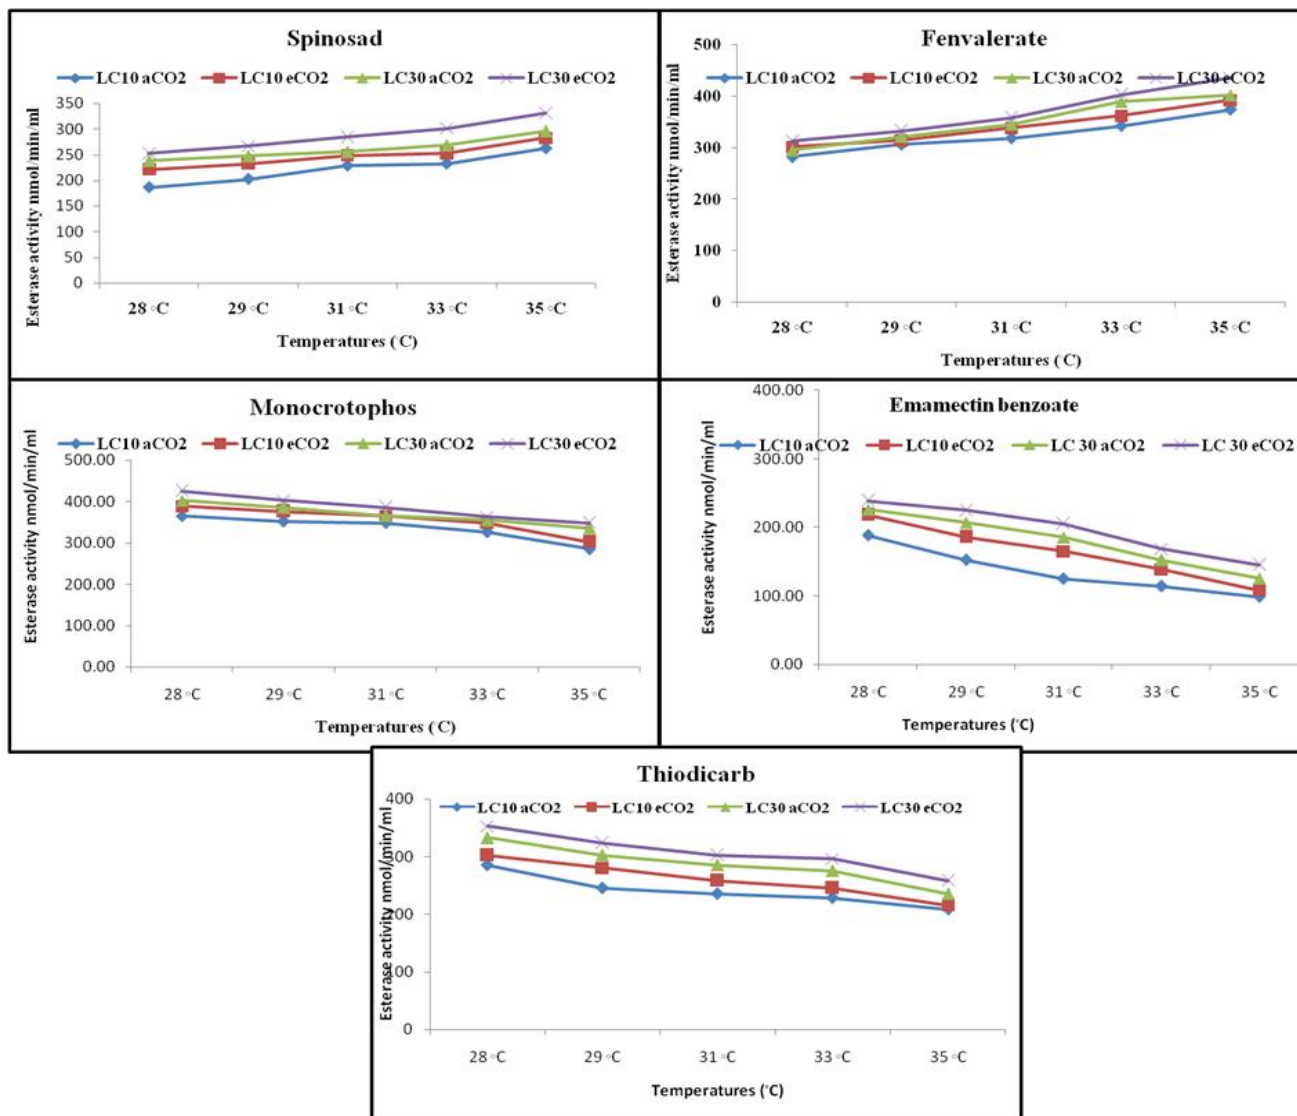 Spinosad
LC10 aCO2 LC10 eCO2 LC30 aCO2 LC30 eCO2
Esterase activity nmol/min/ml
350
300
250
200
150
100
50
0
28 ◦C 29 ◦C 31 ◦C 33 ◦C 35 ◦C
Temperatures ( C)
Fenvalerate
LC10 aCO2 LC10 eCO2 LC30 aCO2 LC30 eCO2
Esterase activity nmol/min/ml
500
400
300
200
100
0
28 ◦C 29 ◦C 31 ◦C 33 ◦C 35 ◦C
Temperatures ( C)
Monocrotophos
LC10 aCO2 LC10 eCO2 LC30 aCO2 LC30 eCO2
Esterase activity nmol/min/ml
500.00
400.00
300.00
200.00
100.00
0.00
28 ◦C 29 ◦C 31 ◦C 33 ◦C 35 ◦C
Temperatures ( C)
Emamectin benzoate
LC10 aCO2 LC10 eCO2 LC 30 aCO2 LC 30 eCO2
Esterase activity nmol/min/ml
400.00
300.00
200.00
100.00
0.00
28 ◦C 29 ◦C 31 ◦C 33 ◦C 35 ◦C
Temperatures (°C)
Thiodicarb
LC10 aCO2 LC10 eCO2 LC30 aCO2 LC30 eCO2
Esterase activity nmol/min/ml
400
300
200
100
0
28 ◦C 29 ◦C 31 ◦C 33 ◦C 35 ◦C
Temperatures (°C)